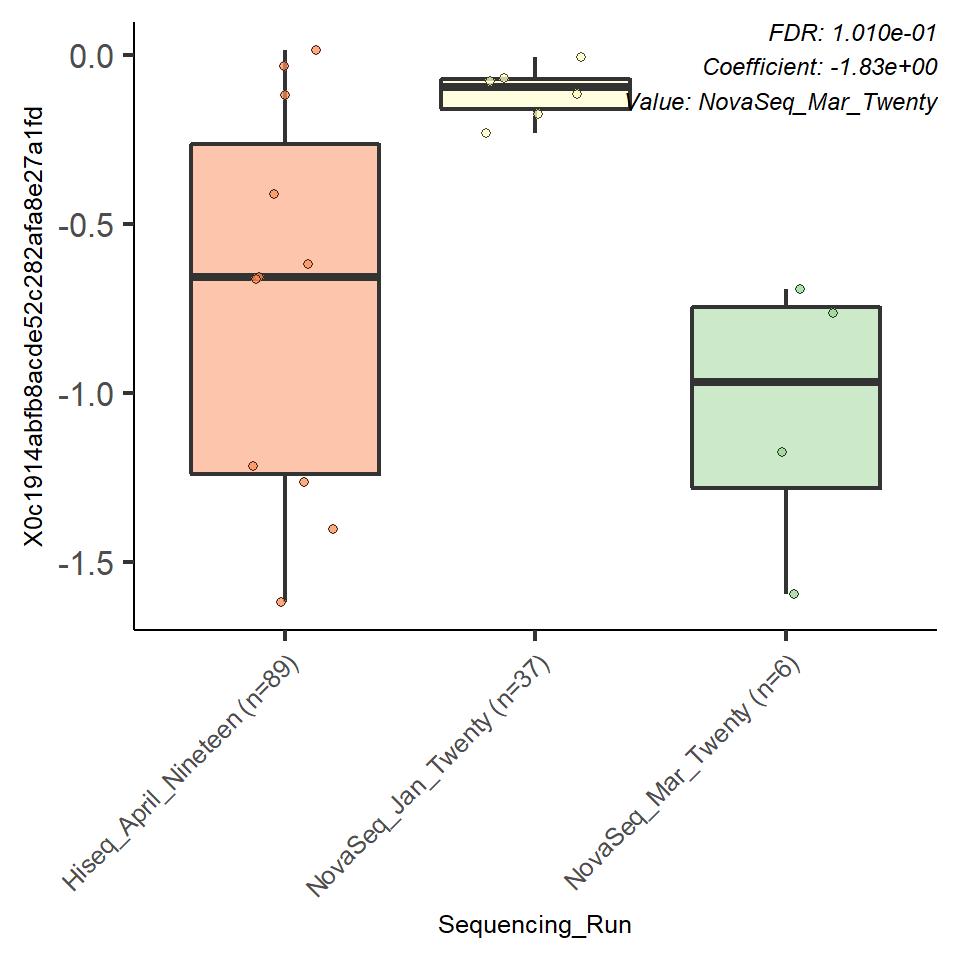 FDR: 1.010e-01
Coefficient: -1.83e+00
Value: NovaSeq_Mar_Twenty
X0c1914abfb8acde52c282afa8e27a1fd
0.0
-0.5
-1.0
-1.5
Hiseq_April_Nineteen (n=89)
NovaSeq_Jan_Twenty (n=37)
NovaSeq_Mar_Twenty (n=6)
Sequencing_Run